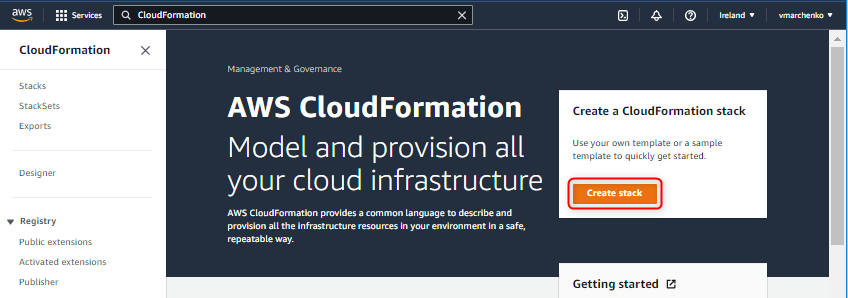 aws
Services
CloudFormation
Ireland
vmarchenko
CloudFormation
Stacks
StackSets
Exports
Designer
Registry
Public extensions
Activated extensions
Publisher
Management & Governance
AWS CloudFormation
Model and provision all
your cloud infrastructure
AWS CloudFormation provides a common language to describe and
provision all the infrastructure resources in your environment in a safe,
repeatable way.
Create a CloudFormation stack
Use your own template or a sample
template to quickly get started.
Create stack
Getting started